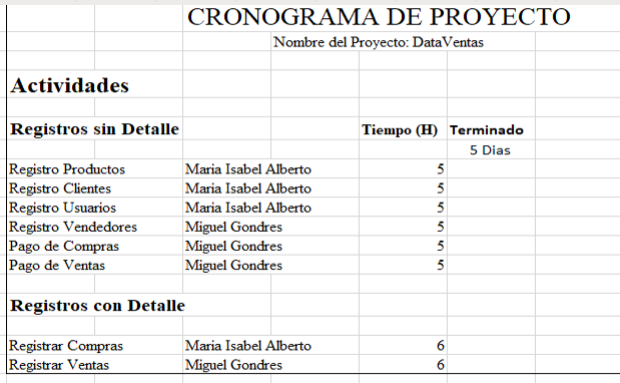 CRONOGRAMA DE PROYECTO
Nombre del Proyecto: DataVentas
Actividades
Registros sin Detalle Tiempo (H) Terminado
5 Dias
Registro Productos Maria Isabel Alberto 5
Registro Clientes Maria Isabel Alberto 5
Registro Usuarios Maria Isabel Alberto 5
Registro Vendedores Miguel Gondres 5
Pago de Compras Miguel Gondres 5
Pago de Ventas Miguel Gondres 5
Registros con Detalle
Registrar Compras Maria Isabel Alberto 6
Registrar Ventas Miguel Gondres 6